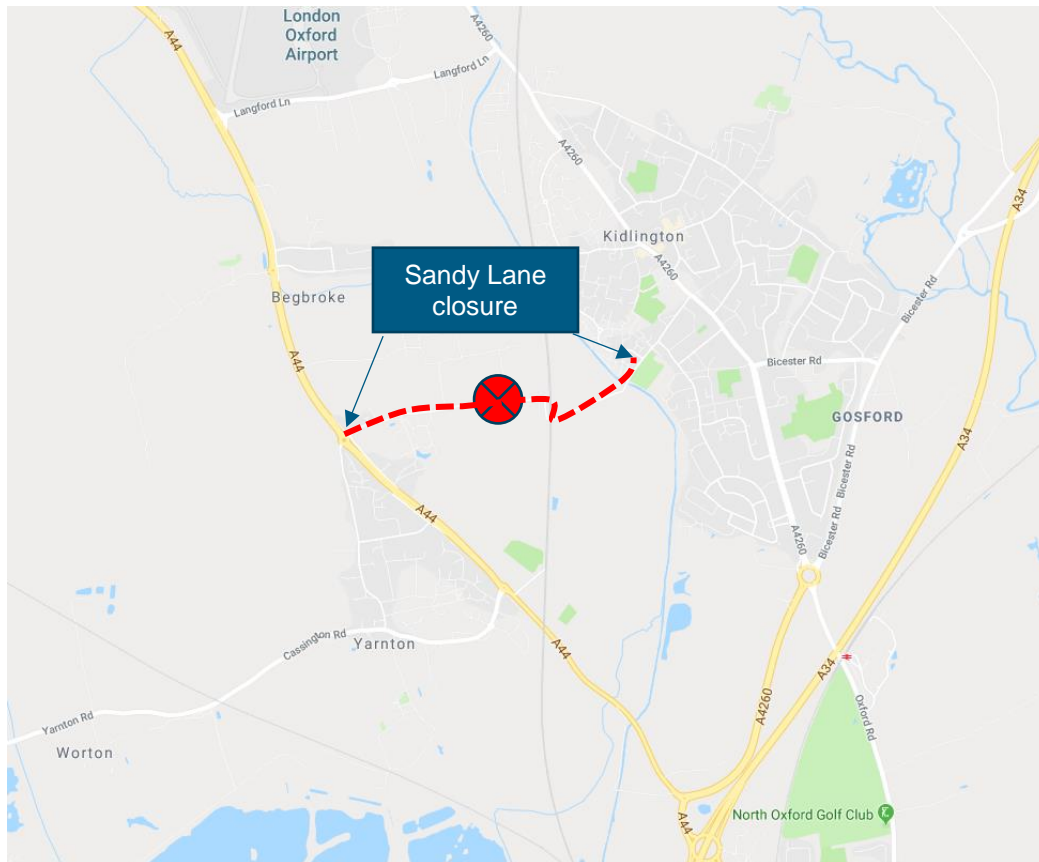 London
Oxford
Airport
A44
A4260
Langford Ln
Langford Ln
A4260
A34
Kidlington
A4260
Begbroke
Sandy Lane
closure
Bicester Rd
A44
Bicester Rd
GOSFORD
A34
Bicester Rd
A44
Bicester Rd
A4260
Cassington Rd
Yarnton
A44
A34
A4260
Oxford Rd
Yarnton Rd
Worton
North Oxford Golf Club
A44